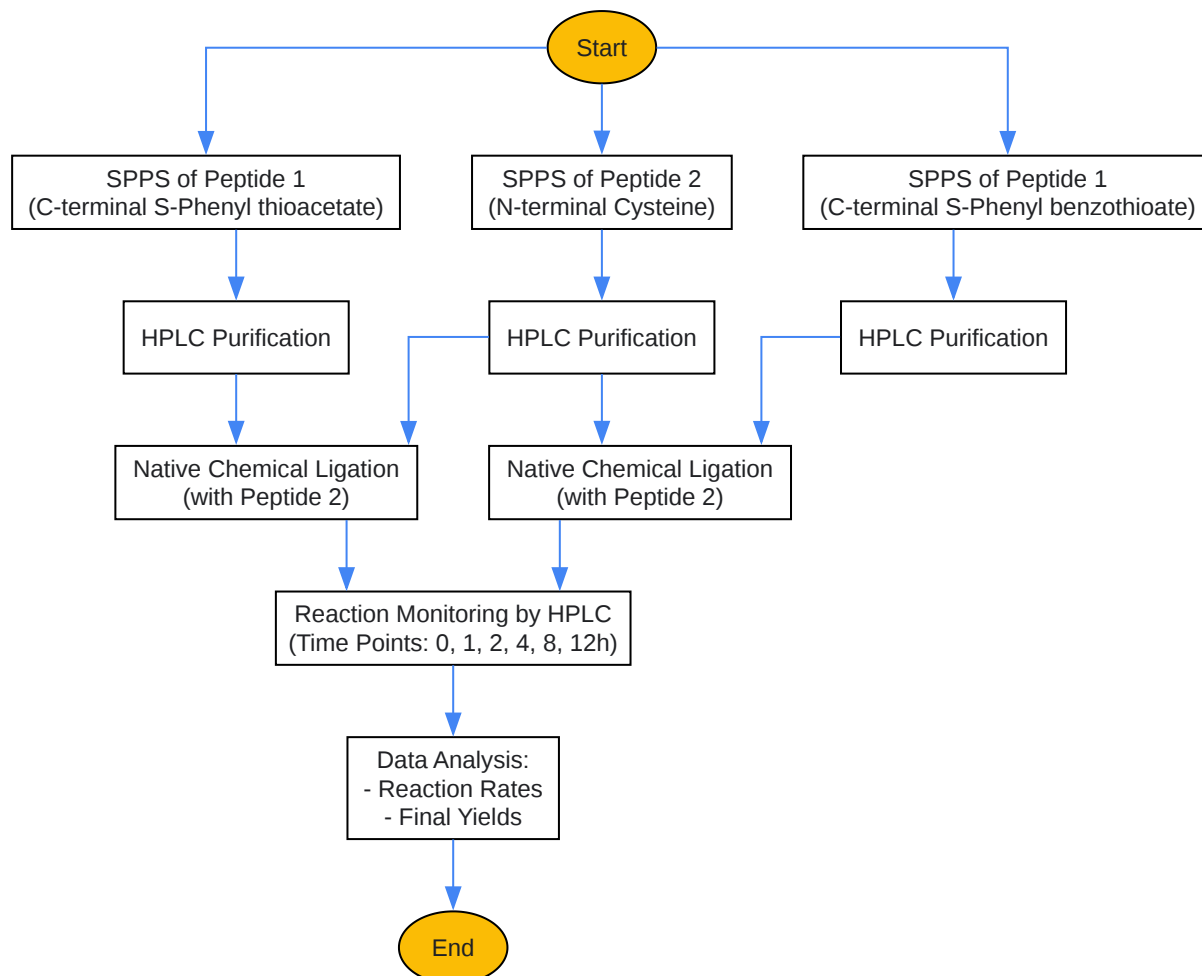 Start
SPPS of Peptide 1
(C-terminal S-Phenyl thioacetate)
SPPS of Peptide 2
(N-terminal Cysteine)
SPPS of Peptide 1
(C-terminal S-Phenyl benzothioate)
HPLC Purification
HPLC Purification
HPLC Purification
Native Chemical Ligation
(with Peptide 2)
Native Chemical Ligation
(with Peptide 2)
Reaction Monitoring by HPLC
(Time Points: 0, 1, 2, 4, 8, 12h)
Data Analysis:
- Reaction Rates
- Final Yields
End